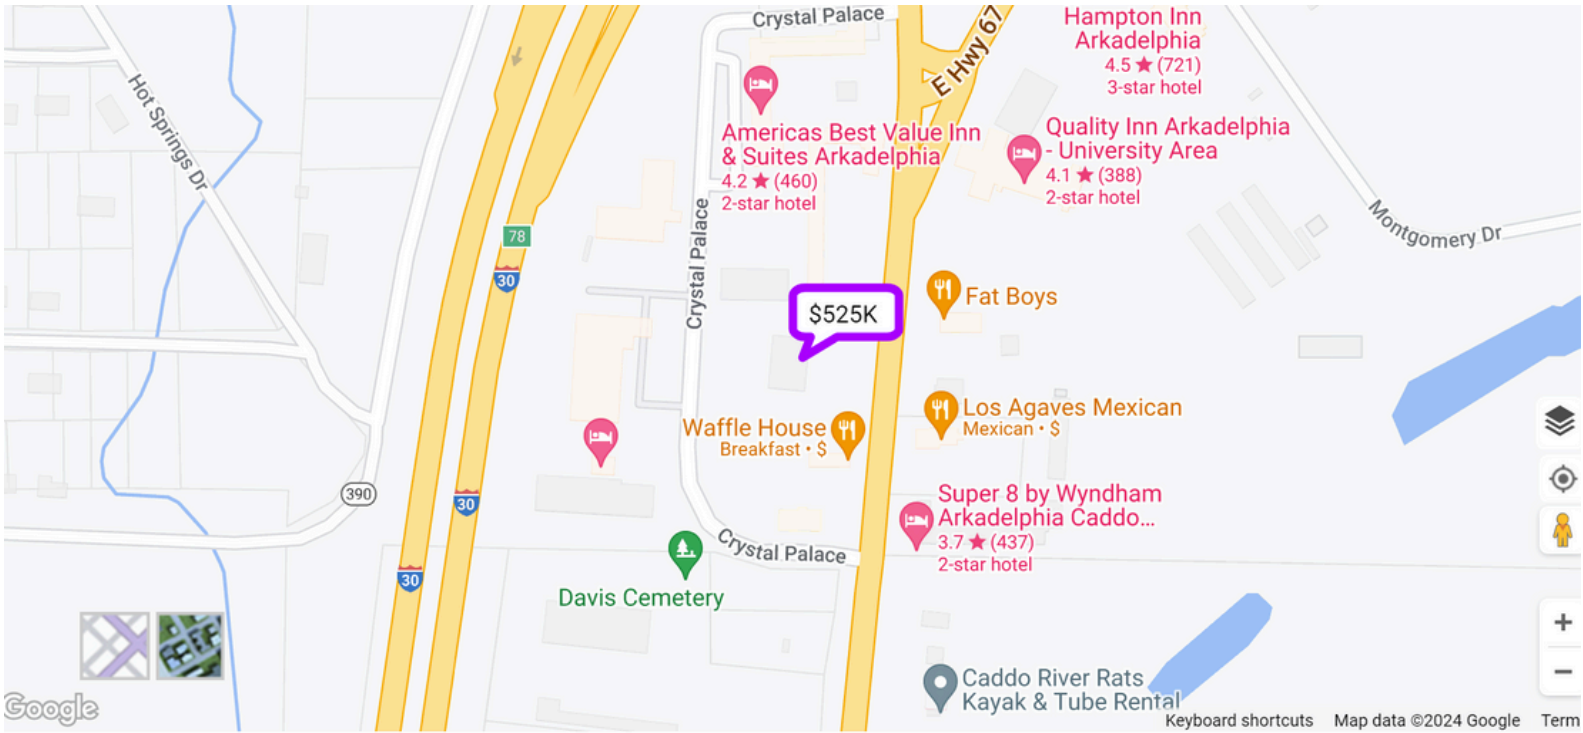 Crystal Palace
E Hwy 67
Hampton Inn
Arkadelphia
4.5 ★ (721)
3-star hotel
Hot Springs Dr
Americas Best Value Inn
& Suites Arkadelphia
4.2 ★ (460)
2-star hotel
Quality Inn Arkadelphia
- University Area
4.1 ★ (388)
2-star hotel
Montgomery Dr
78
30
Crystal Palace
$525K
Fat Boys
Waffle House
Breakfast • $
Los Agaves Mexican
Mexican • $
390
30
Super 8 by Wyndham
Arkadelphia Caddo...
3.7 ★ (437)
2-star hotel
Crystal Palace
30
Davis Cemetery
Caddo River Rats
Kayak & Tube Rental
Google
Keyboard shortcuts
Map data ©2024 Google
Term